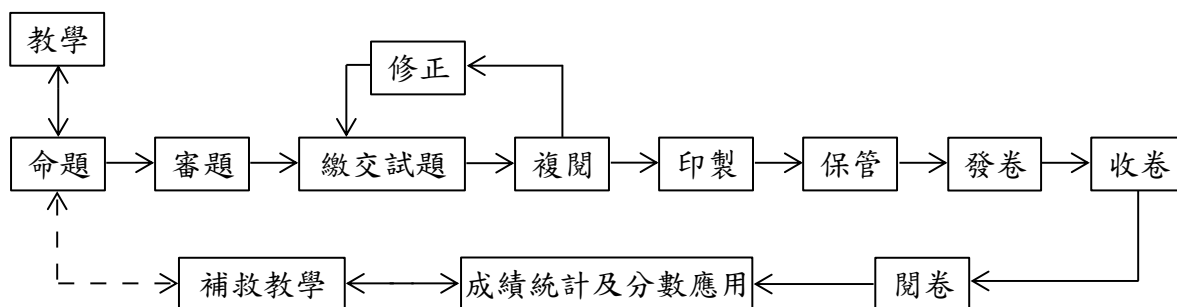 教學
修正
命題
審題
繳交試題
複閱
印製
保管
發卷
收卷
補救教學
成績統計及分數應用
閱卷